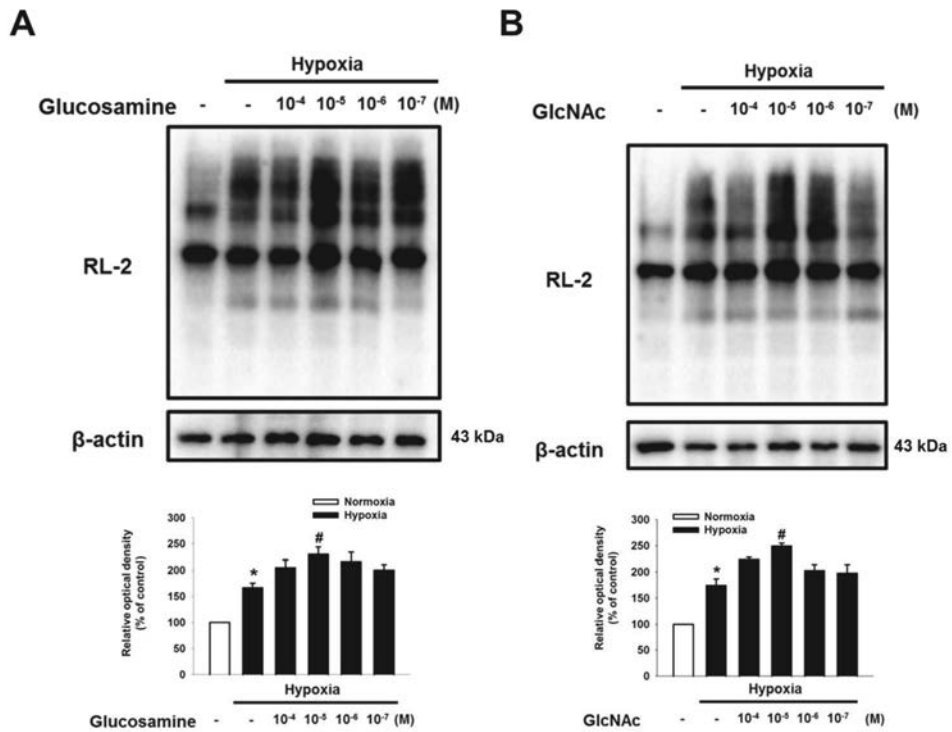 A
Hypoxia
Glucosamine - - 10⁻⁴ 10⁻⁵ 10⁻⁶ 10⁻⁷ (M)
RL-2
β-actin
43 kDa
Normoxia
Hypoxia
Relative optical density
(% of control)
300
250
200
150
100
50
0
*
#
Hypoxia
Glucosamine - - 10⁻⁴ 10⁻⁵ 10⁻⁶ 10⁻⁷ (M)
B
Hypoxia
GlcNAc - - 10⁻⁴ 10⁻⁵ 10⁻⁶ 10⁻⁷ (M)
RL-2
β-actin
43 kDa
Normoxia
Hypoxia
Relative optical density
(% of control)
300
250
200
150
100
50
0
*
#
Hypoxia
GlcNAc - - 10⁻⁴ 10⁻⁵ 10⁻⁶ 10⁻⁷ (M)